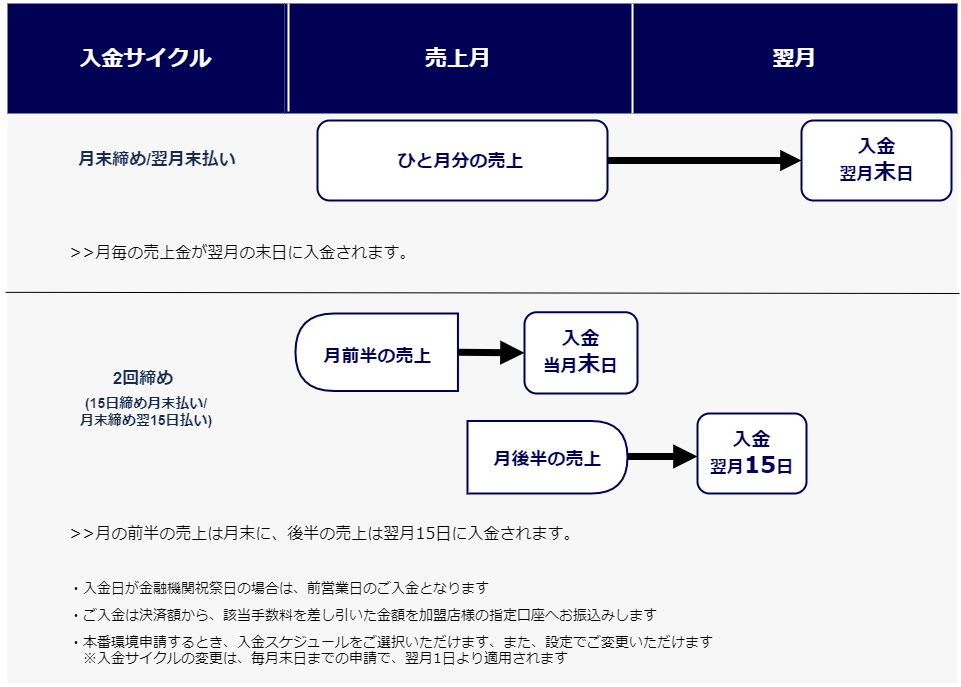 入金サイクル
売上月
翌月
月末締め/翌月末払い
ひと月分の売上
入金
翌月末日
>>月毎の売上金が翌月の末日に入金されます。
2回締め
(15日締め月末払い/
月末締め翌15日払い)
月前半の売上
入金
当月末日
月後半の売上
入金
翌月15日
>>月の前半の売上は月末に、後半の売上は翌月15日に入金されます。
・入金日が金融機関祝祭日の場合は、前営業日のご入金となります
・ご入金は決済額から、該当手数料を差し引いた金額を加盟店様の指定口座へお振込みします
・本番環境申請するとき、入金スケジュールをご選択いただけます、また、設定でご変更いただけます
※入金サイクルの変更は、毎月末日までの申請で、翌月1日より適用されます